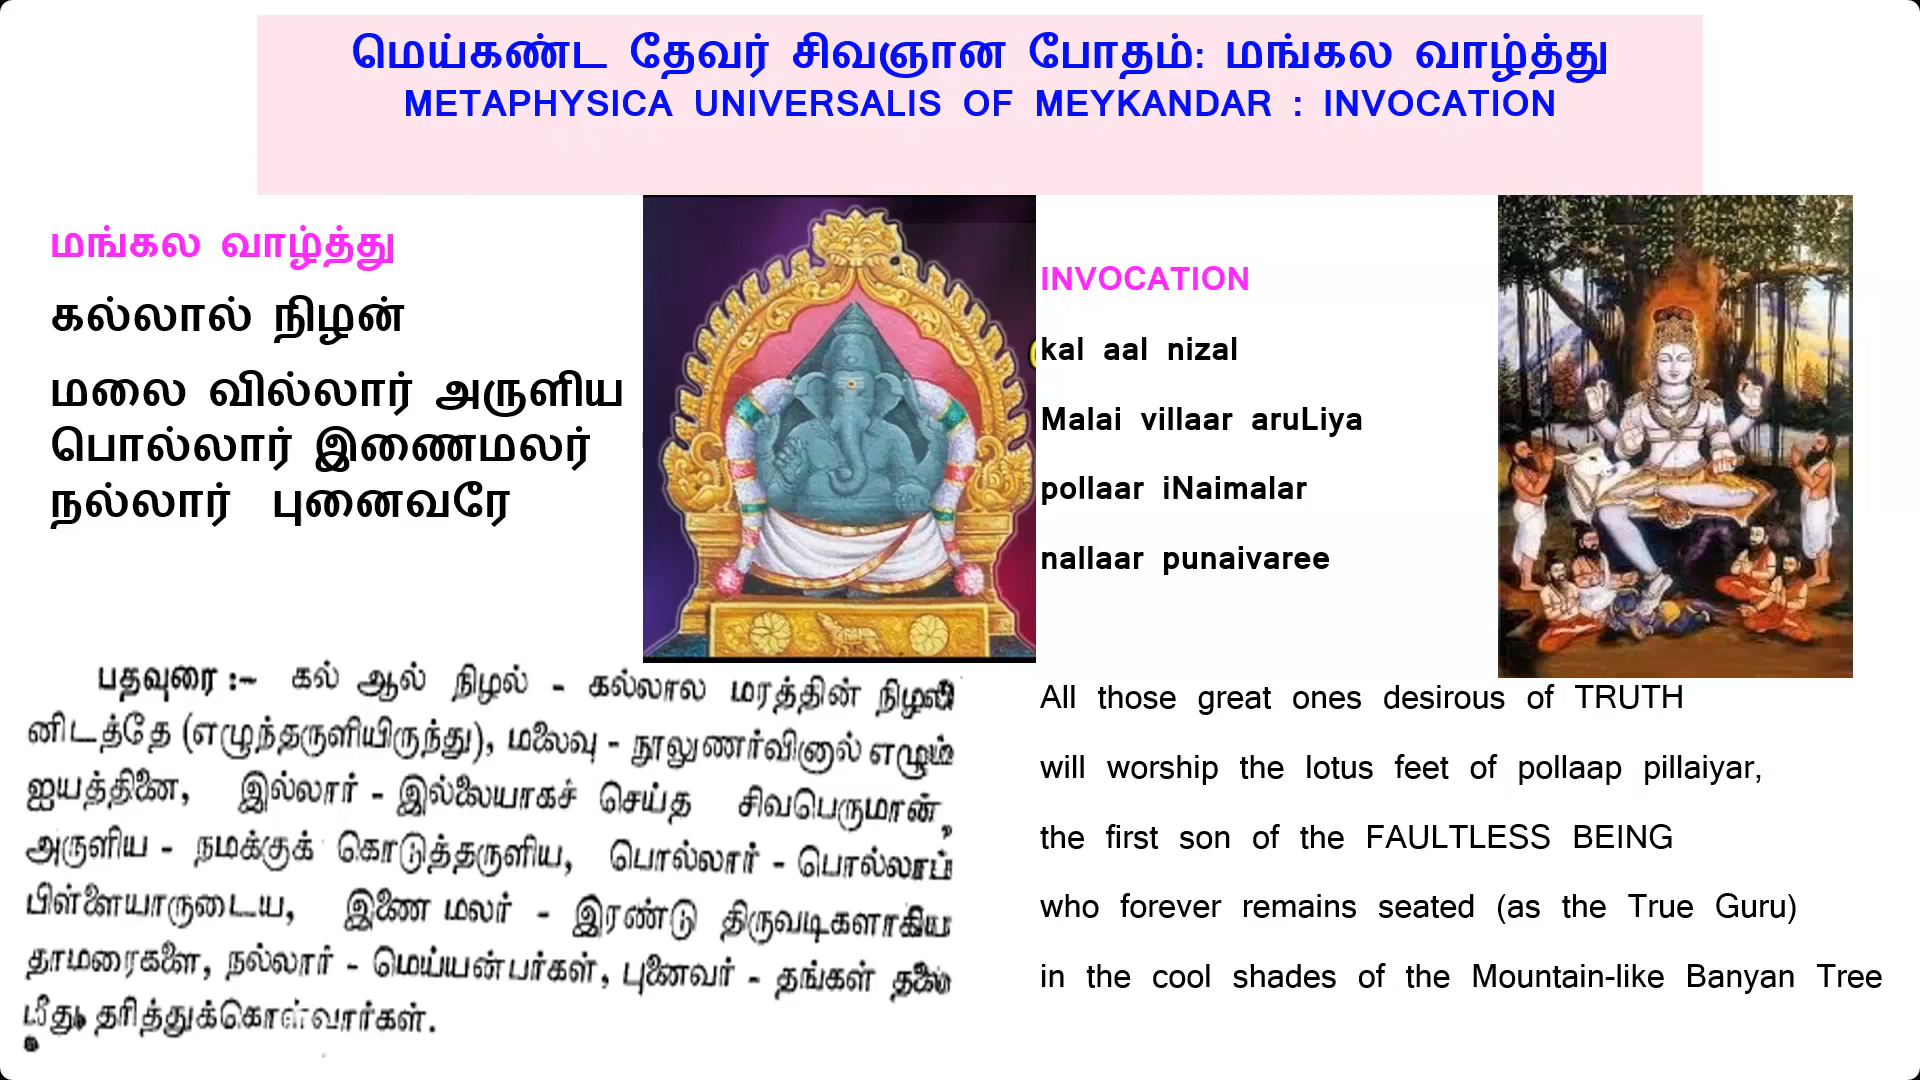 மெய்கண்ட தேவர் சிவஞான போதம்: மங்கல வாழ்த்து
METAPHYSICA UNIVERSALIS OF MEYKANDAR : INVOCATION
மங்கல வாழ்த்து
கல்லால் நிழன்
மலை வில்லார் அருளிய
பொல்லார் இணைமலர்
நல்லார் புனைவரே
INVOCATION
kal aal nizal
Malai villaar aruLiya
pollaar iNaimalar
nallaar punaivaree
பதவுரை :- கல் ஆல் நிழல் - கல்லால மரத்தின் நிழலி
னிடத்தே (எழுந்தருளியிருந்து), மலைவு - நூலுணர்வினால் எழும்
ஐயத்தினை, இல்லார் - இல்லையாகச் செய்த சிவபெருமான்,
அருளிய - நமக்குக் கொடுத்தருளிய, பொல்லார் - பொல்லாப்
பிள்ளையாருடைய, இணை மலர் - இரண்டு திருவடிகளாகிய
தாமரைகளை, நல்லார் - மெய்யன்பர்கள், புனைவர் - தங்கள் தலை
மீது தரித்துக்கொள்வார்கள்.
All those great ones desirous of TRUTH
will worship the lotus feet of pollaap pillaiyar,
the first son of the FAULTLESS BEING
who forever remains seated (as the True Guru)
in the cool shades of the Mountain-like Banyan Tree